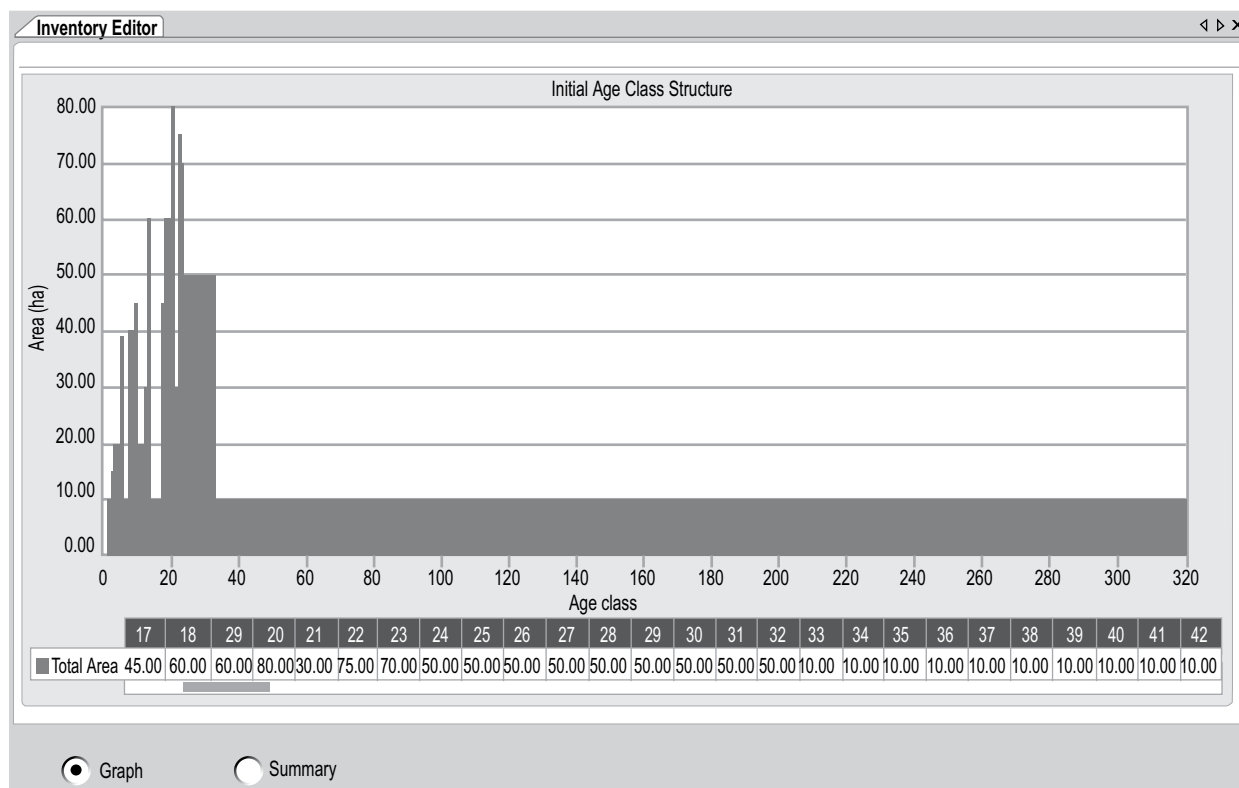 Inventory Editor
Initial Age Class Structure
80.00
70.00
60.00
50.00
40.00
30.00
20.00
10.00
0.00
Area (ha)
0 20 40 60 80 100 120 140 160 180 200 220 240 260 280 300 320
Age class
17 18 29 20 21 22 23 24 25 26 27 28 29 30 31 32 33 34 35 36 37 38 39 40 41 42
Total Area 45.00 60.00 60.00 80.00 30.00 75.00 70.00 50.00 50.00 50.00 50.00 50.00 50.00 50.00 50.00 50.00 10.00 10.00 10.00 10.00 10.00 10.00 10.00 10.00 10.00 10.00
Graph Summary